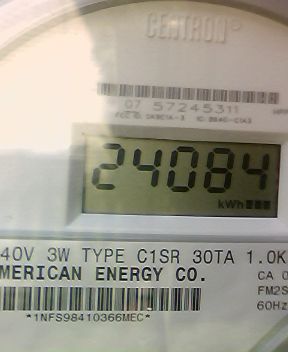 CENTRON
07 57245311
24084
kWh
40V 3W TYPE C1SR 30TA 1.0K
MERICAN ENERGY CO.
CA 0
FM2S
60Hz
*1NFS98410366MEC*